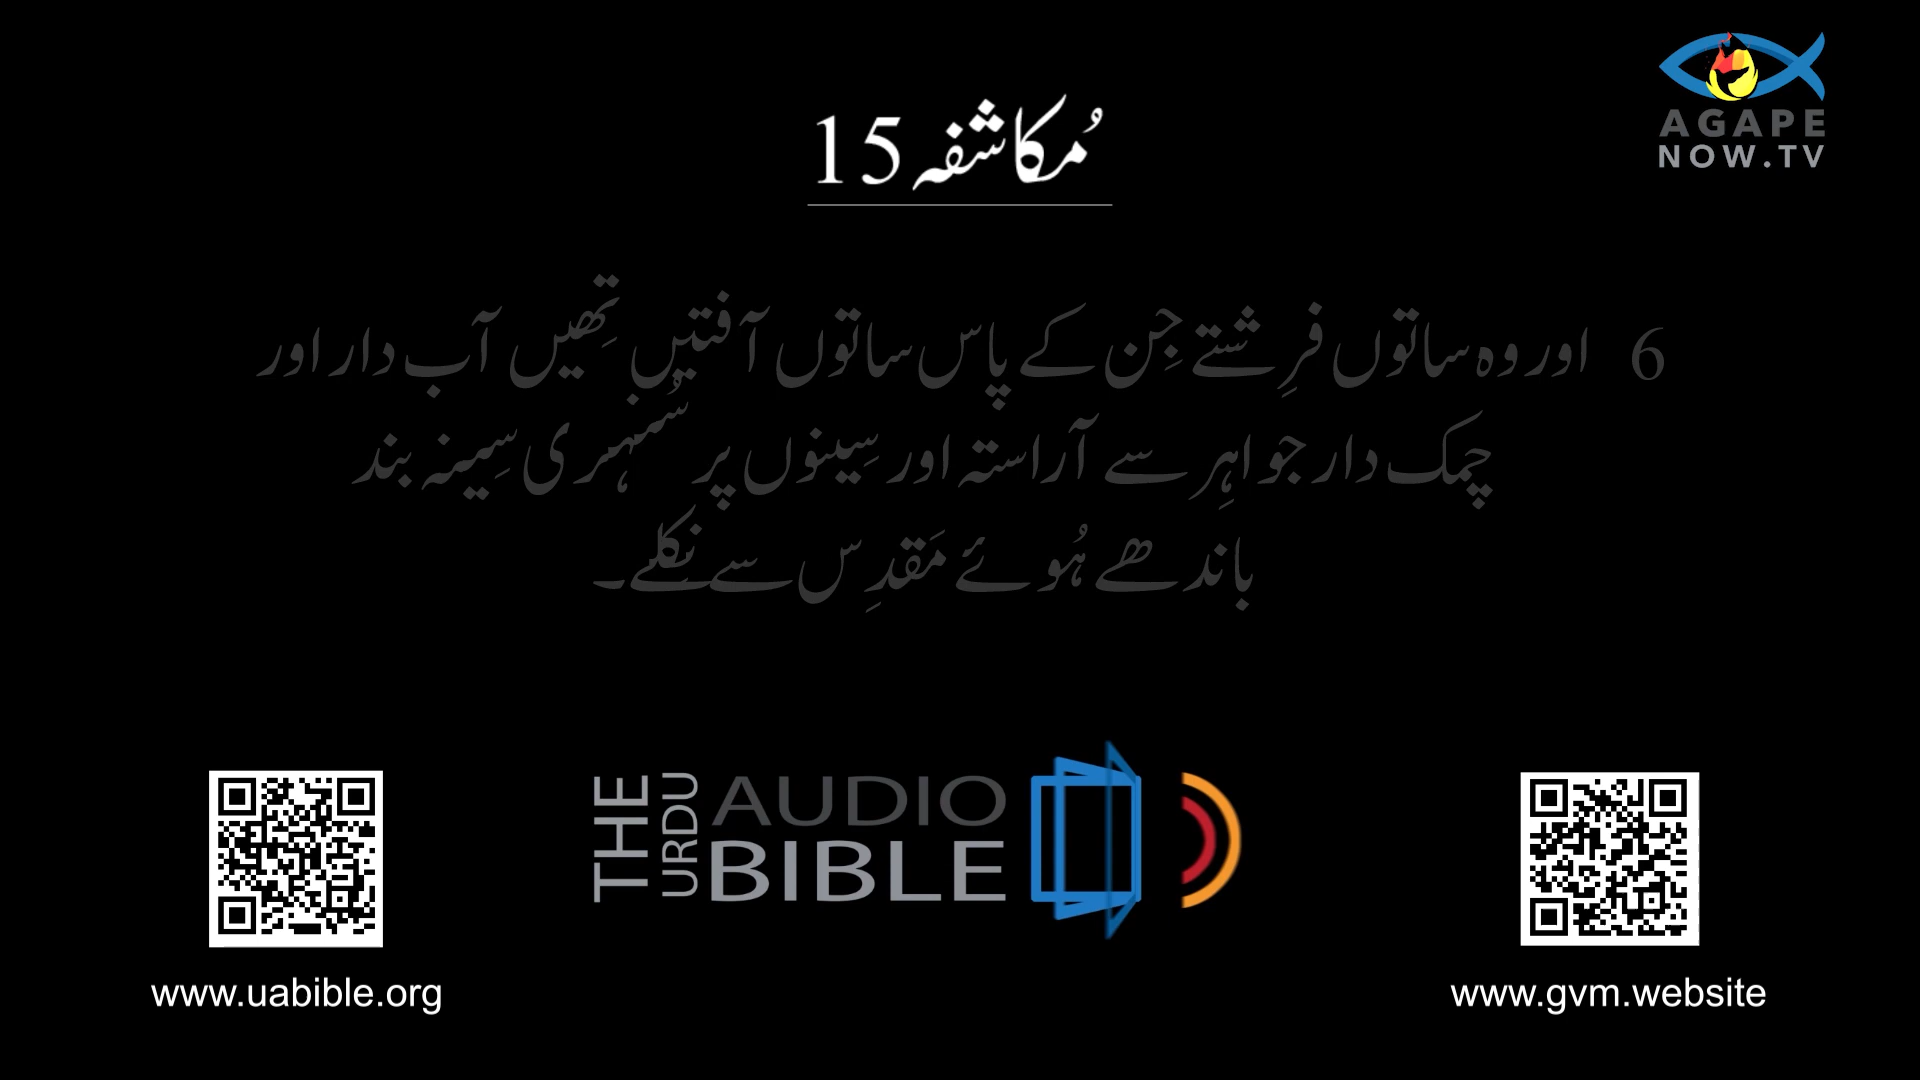 AGAPE
NOW.TV
مُکاشفہ 15
6 اور وہ ساتوں فرِشتے جِن کے پاس ساتوں آفتیں تِھیں آب دار اور
چمک دار جواہِر سے آراستہ اور سِینوں پر سُنہری سِینہ بند
باندھے ہُوئے مَقدِس سے نکلے۔
THE URDU AUDIO BIBLE
www.uabible.org
www.gvm.website